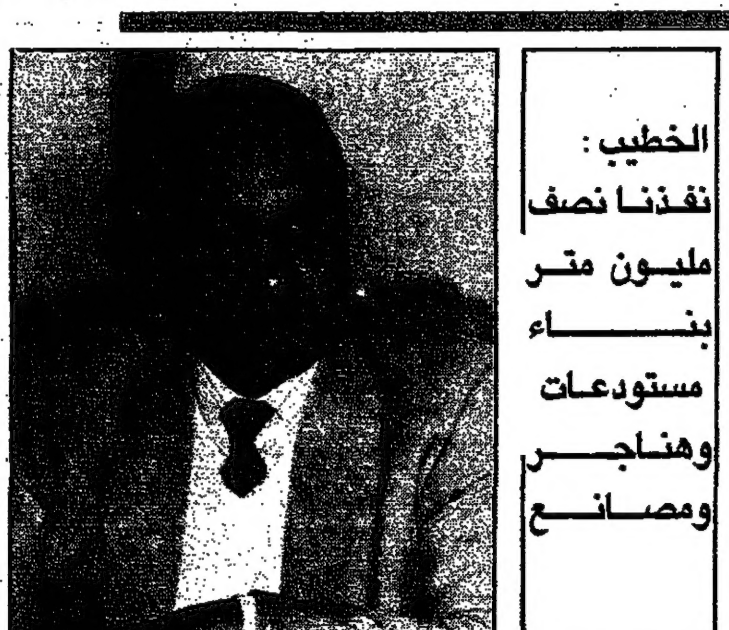 الخطيب :
نفذنا نصف
مليون متر
بناء
مستودعات
وهناجر
ومصانع